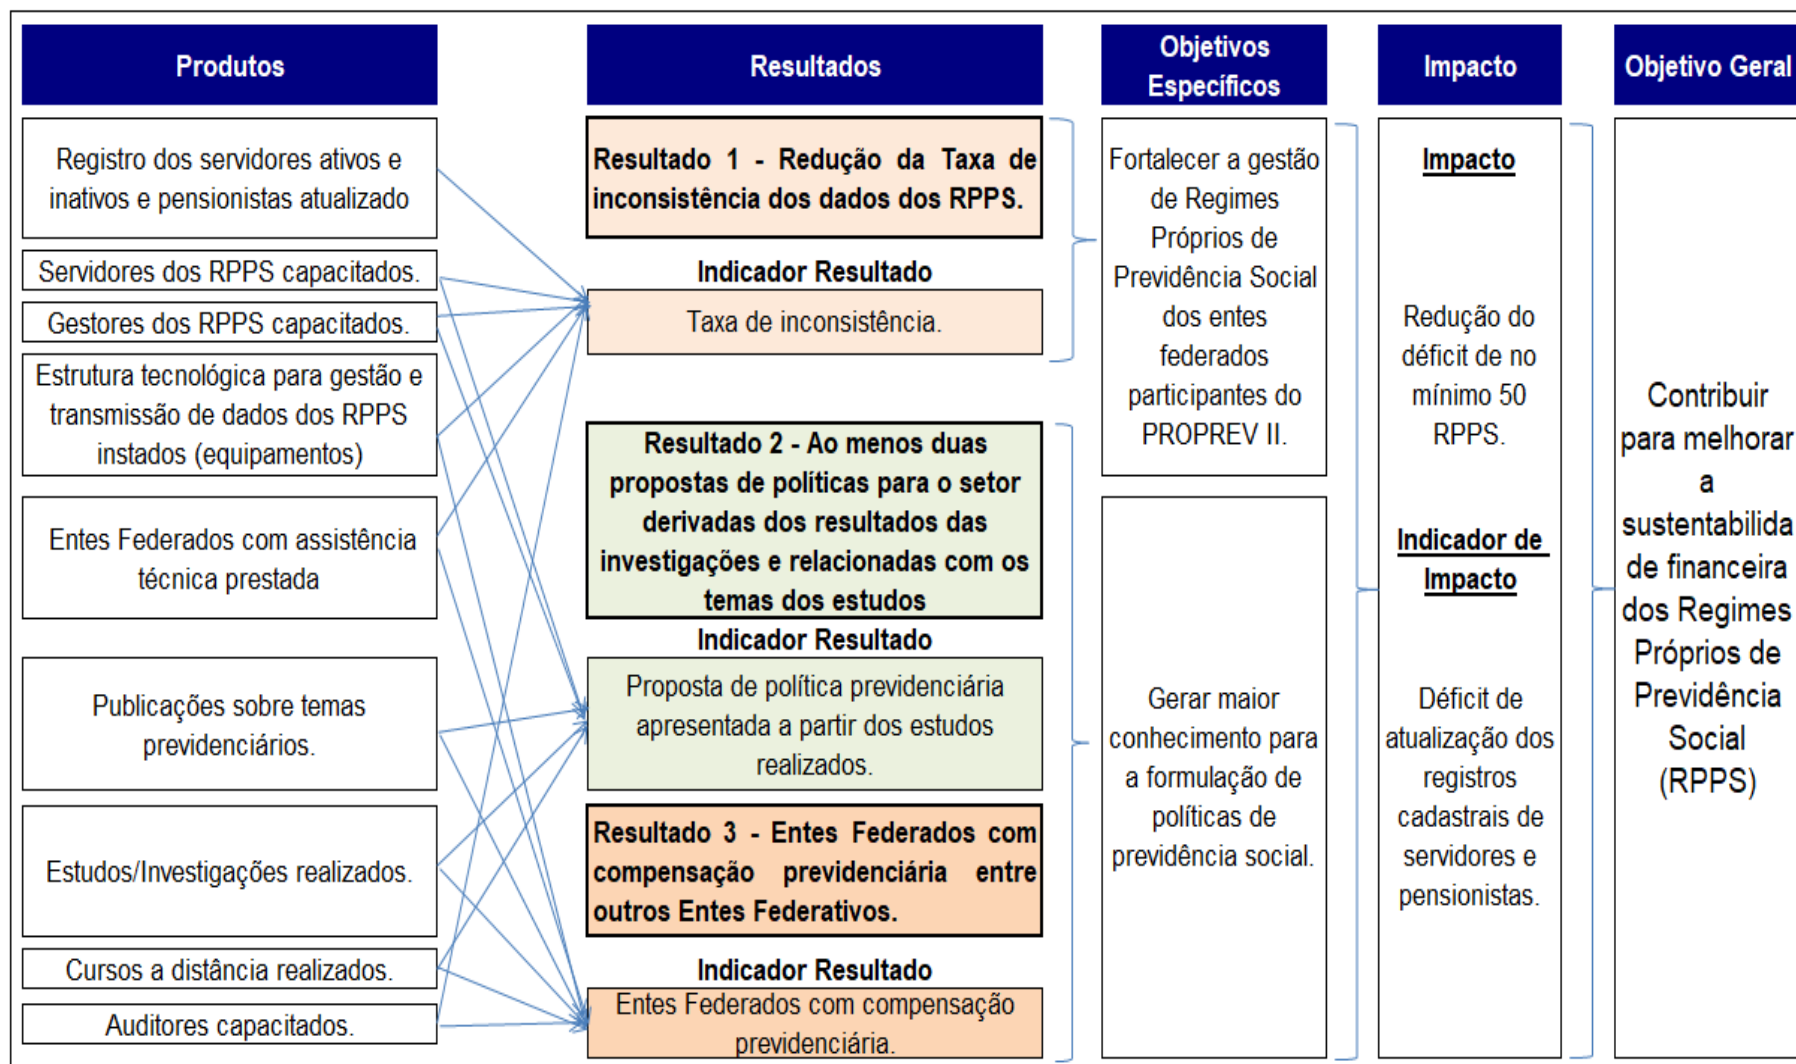 Produtos
Resultados
Objetivos
Específicos
Impacto
Objetivo Geral
Registro dos servidores ativos e
inativos e pensionistas atualizado
Servidores dos RPPS capacitados.
Gestores dos RPPS capacitados.
Estrutura tecnológica para gestão e
transmissão de dados dos RPPS
instados (equipamentos)
Entes Federados com assistência
técnica prestada
Publicações sobre temas
previdenciários.
Estudos/Investigações realizados.
Cursos a distância realizados.
Auditores capacitados.
Resultado 1 - Redução da Taxa de
inconsistência dos dados dos RPPS.
Indicador Resultado
Taxa de inconsistência.
Resultado 2 - Ao menos duas
propostas de políticas para o setor
derivadas dos resultados das
investigações e relacionadas com os
temas dos estudos
Indicador Resultado
Proposta de política previdenciária
apresentada a partir dos estudos
realizados.
Resultado 3 - Entes Federados com
compensação previdenciária entre
outros Entes Federativos.
Indicador Resultado
Entes Federados com compensação
previdenciária.
Fortalecer a gestão
de Regimes
Próprios de
Previdência Social
dos entes
federados
participantes do
PROPREV II.
Gerar maior
conhecimento para
a formulação de
políticas de
previdência social.
Impacto
Redução do
déficit de no
mínimo 50
RPPS.
Indicador de
Impacto
Déficit de
atualização dos
registros
cadastrais de
servidores e
pensionistas.
Contribuir
para melhorar
a
sustentabilida
de financeira
dos Regimes
Próprios de
Previdência
Social
(RPPS)